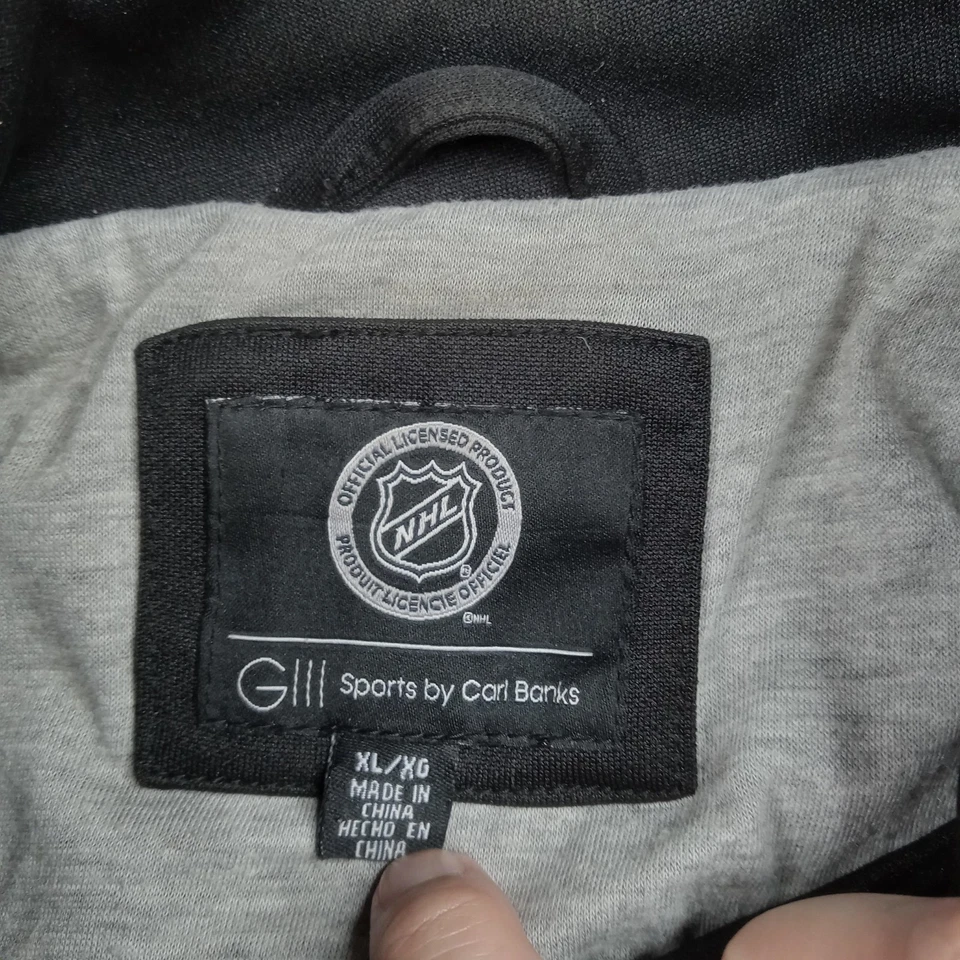 OFFICIAL LICENSED PRODUCT
NHL
®
PRODUIT LICENCIE OFFICIEL
©NHL
GIII Sports by Carl Banks
XL/XG
MADE IN
CHINA
HECHO EN
CHINA